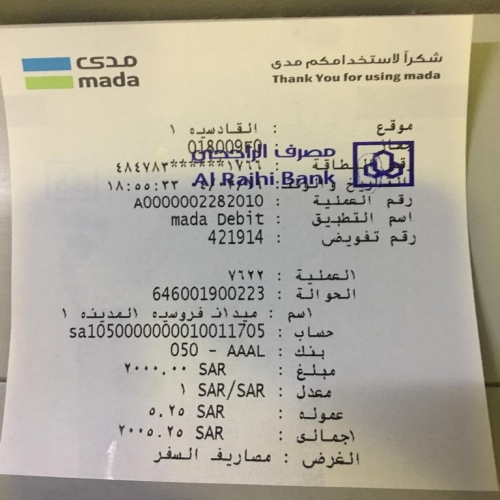 مدى
mada
شكراً لاستخدامكم مدى
Thank You for using mada
موقع : القادسيه ١
مصرف الراجحي
Al Rajhi Bank
٤٨٤٧٨٣******١٧٦٦
١٨:٥٥:٣٣
رقم العملية : A0000002282010
اسم التطبيق : mada Debit
رقم تفويض : 421914
العملية : ٧٦٢٢
الحوالة : 646001900223
اسم : ميدان فروسيه المدينه ١
حساب : sa1050000000010011705
بنك : 050 - AAAL
مبلغ : ٢٠٠٠.٠٠ SAR
معدل : ١ SAR/SAR
عموله : ٥.٢٥ SAR
اجمالى : ٢٠٠٥.٢٥ SAR
الغرض : مصاريف السفر